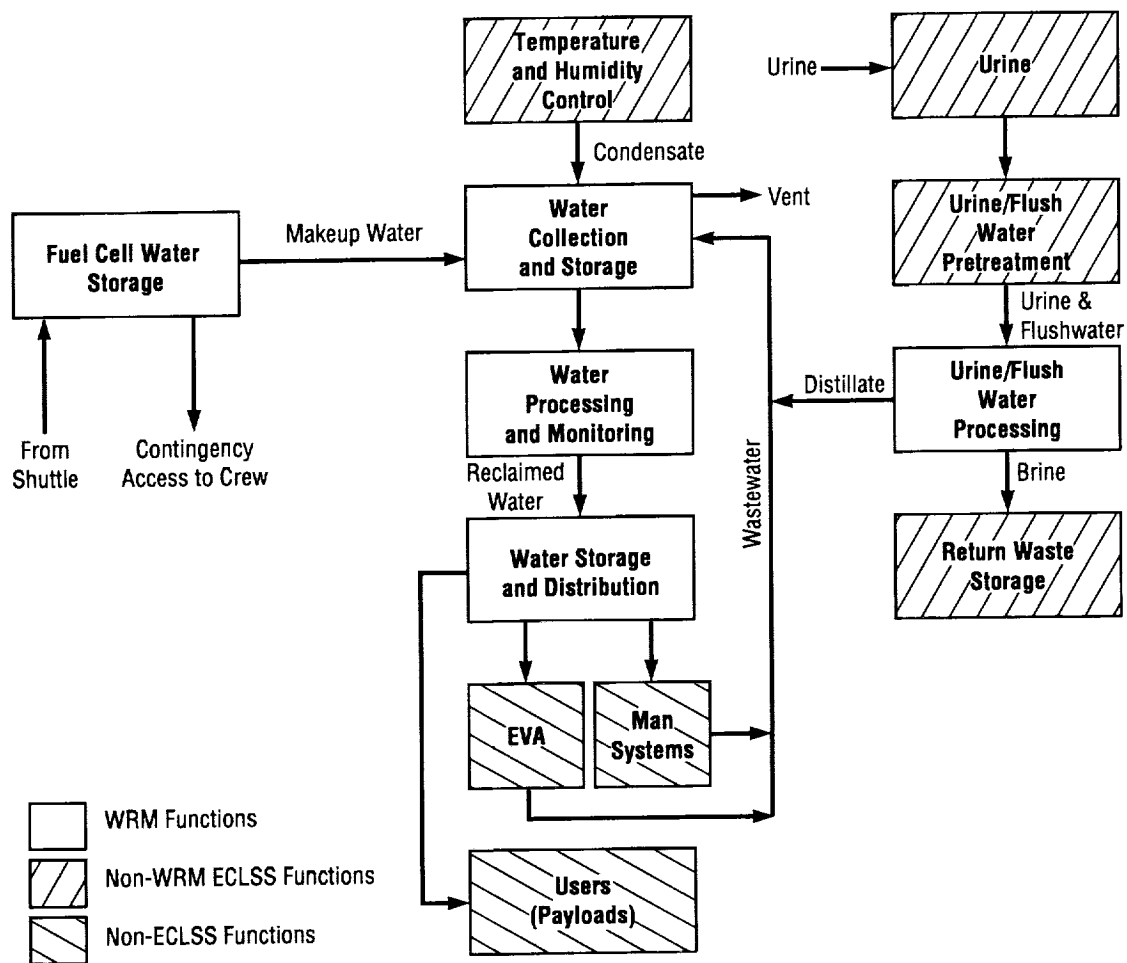 Temperature
and Humidity
Control
Urine
Urine
Condensate
Vent
Water
Collection
and Storage
Makeup Water
Fuel Cell Water
Storage
Urine/Flush
Water
Pretreatment
Urine &
Flushwater
Water
Processing
and Monitoring
Distillate
Urine/Flush
Water
Processing
From
Shuttle
Contingency
Access to Crew
Reclaimed
Water
Wastewater
Brine
Water Storage
and Distribution
Return Waste
Storage
EVA
Man
Systems
WRM Functions
Non-WRM ECLSS Functions
Non-ECLSS Functions
Users
(Payloads)